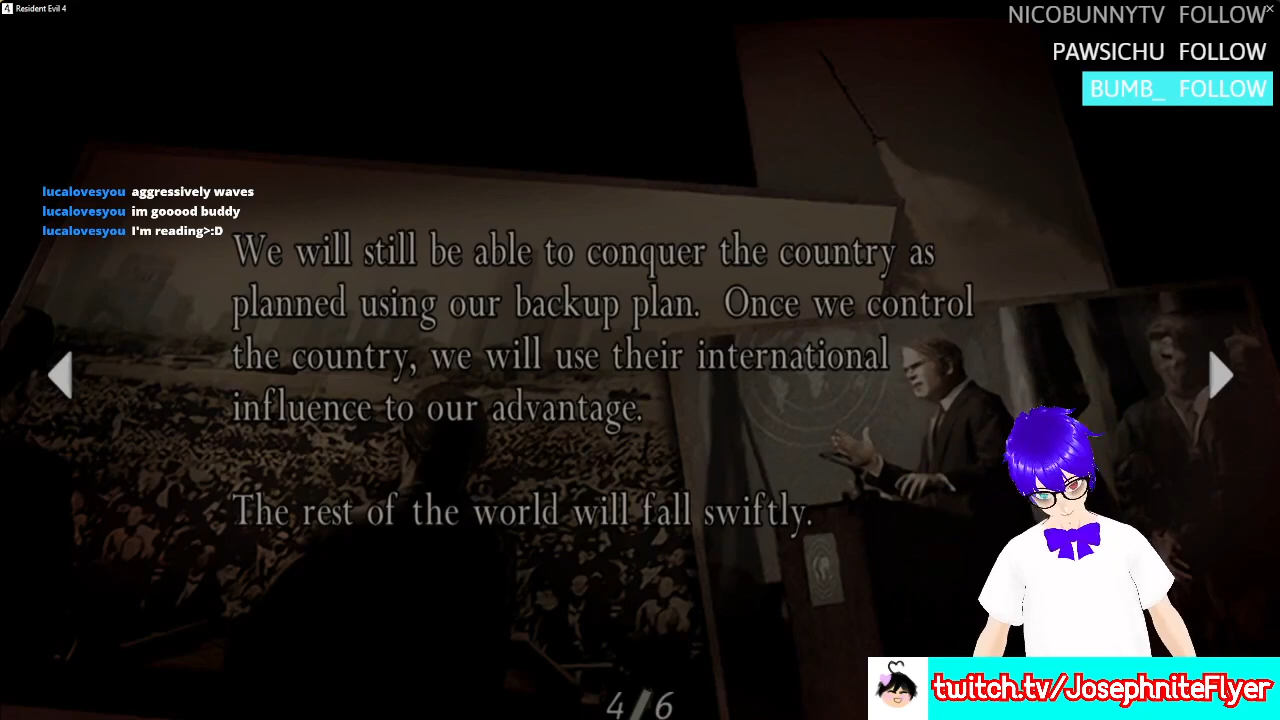 4 Resident Evil 4
NICOBUNNYTV FOLLOW
PAWSICHU FOLLOW
BUMB_ FOLLOW
lucalovesyou aggressively waves
lucalovesyou im gooood buddy
lucalovesyou I'm reading>:D
We will still be able to conquer the country as
planned using our backup plan. Once we control
the country, we will use their international
influence to our advantage.
The rest of the world will fall swiftly.
4/6
twitch.tv/JosephniteFlyer